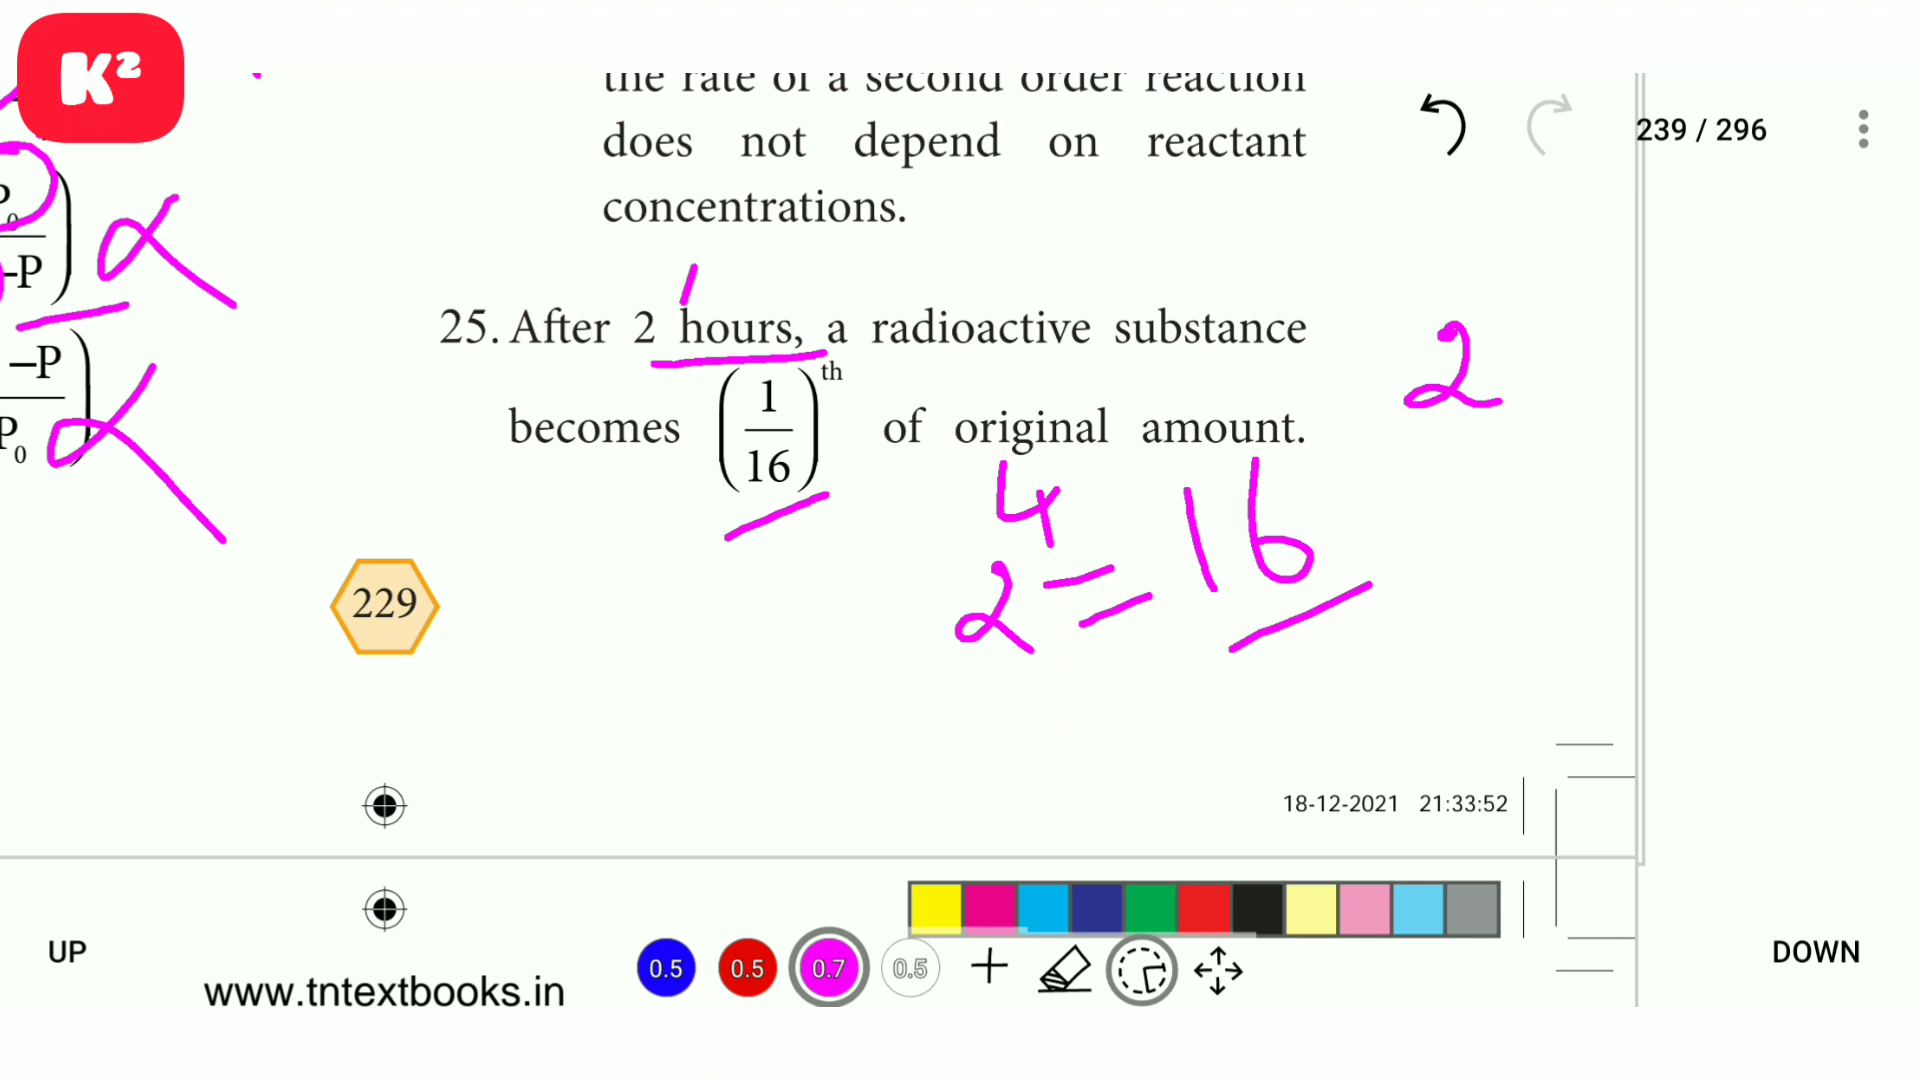 K²
the rate of a second order reaction
does not depend on reactant
concentrations.
239 / 296
P₀
–P
–P
P₀
25. After 2 hours, a radioactive substance
becomes (1/16)th of original amount.
2
2⁴ = 16
229
18-12-2021 21:33:52
UP
www.tntextbooks.in
0.5 0.5 0.7 0.5
DOWN